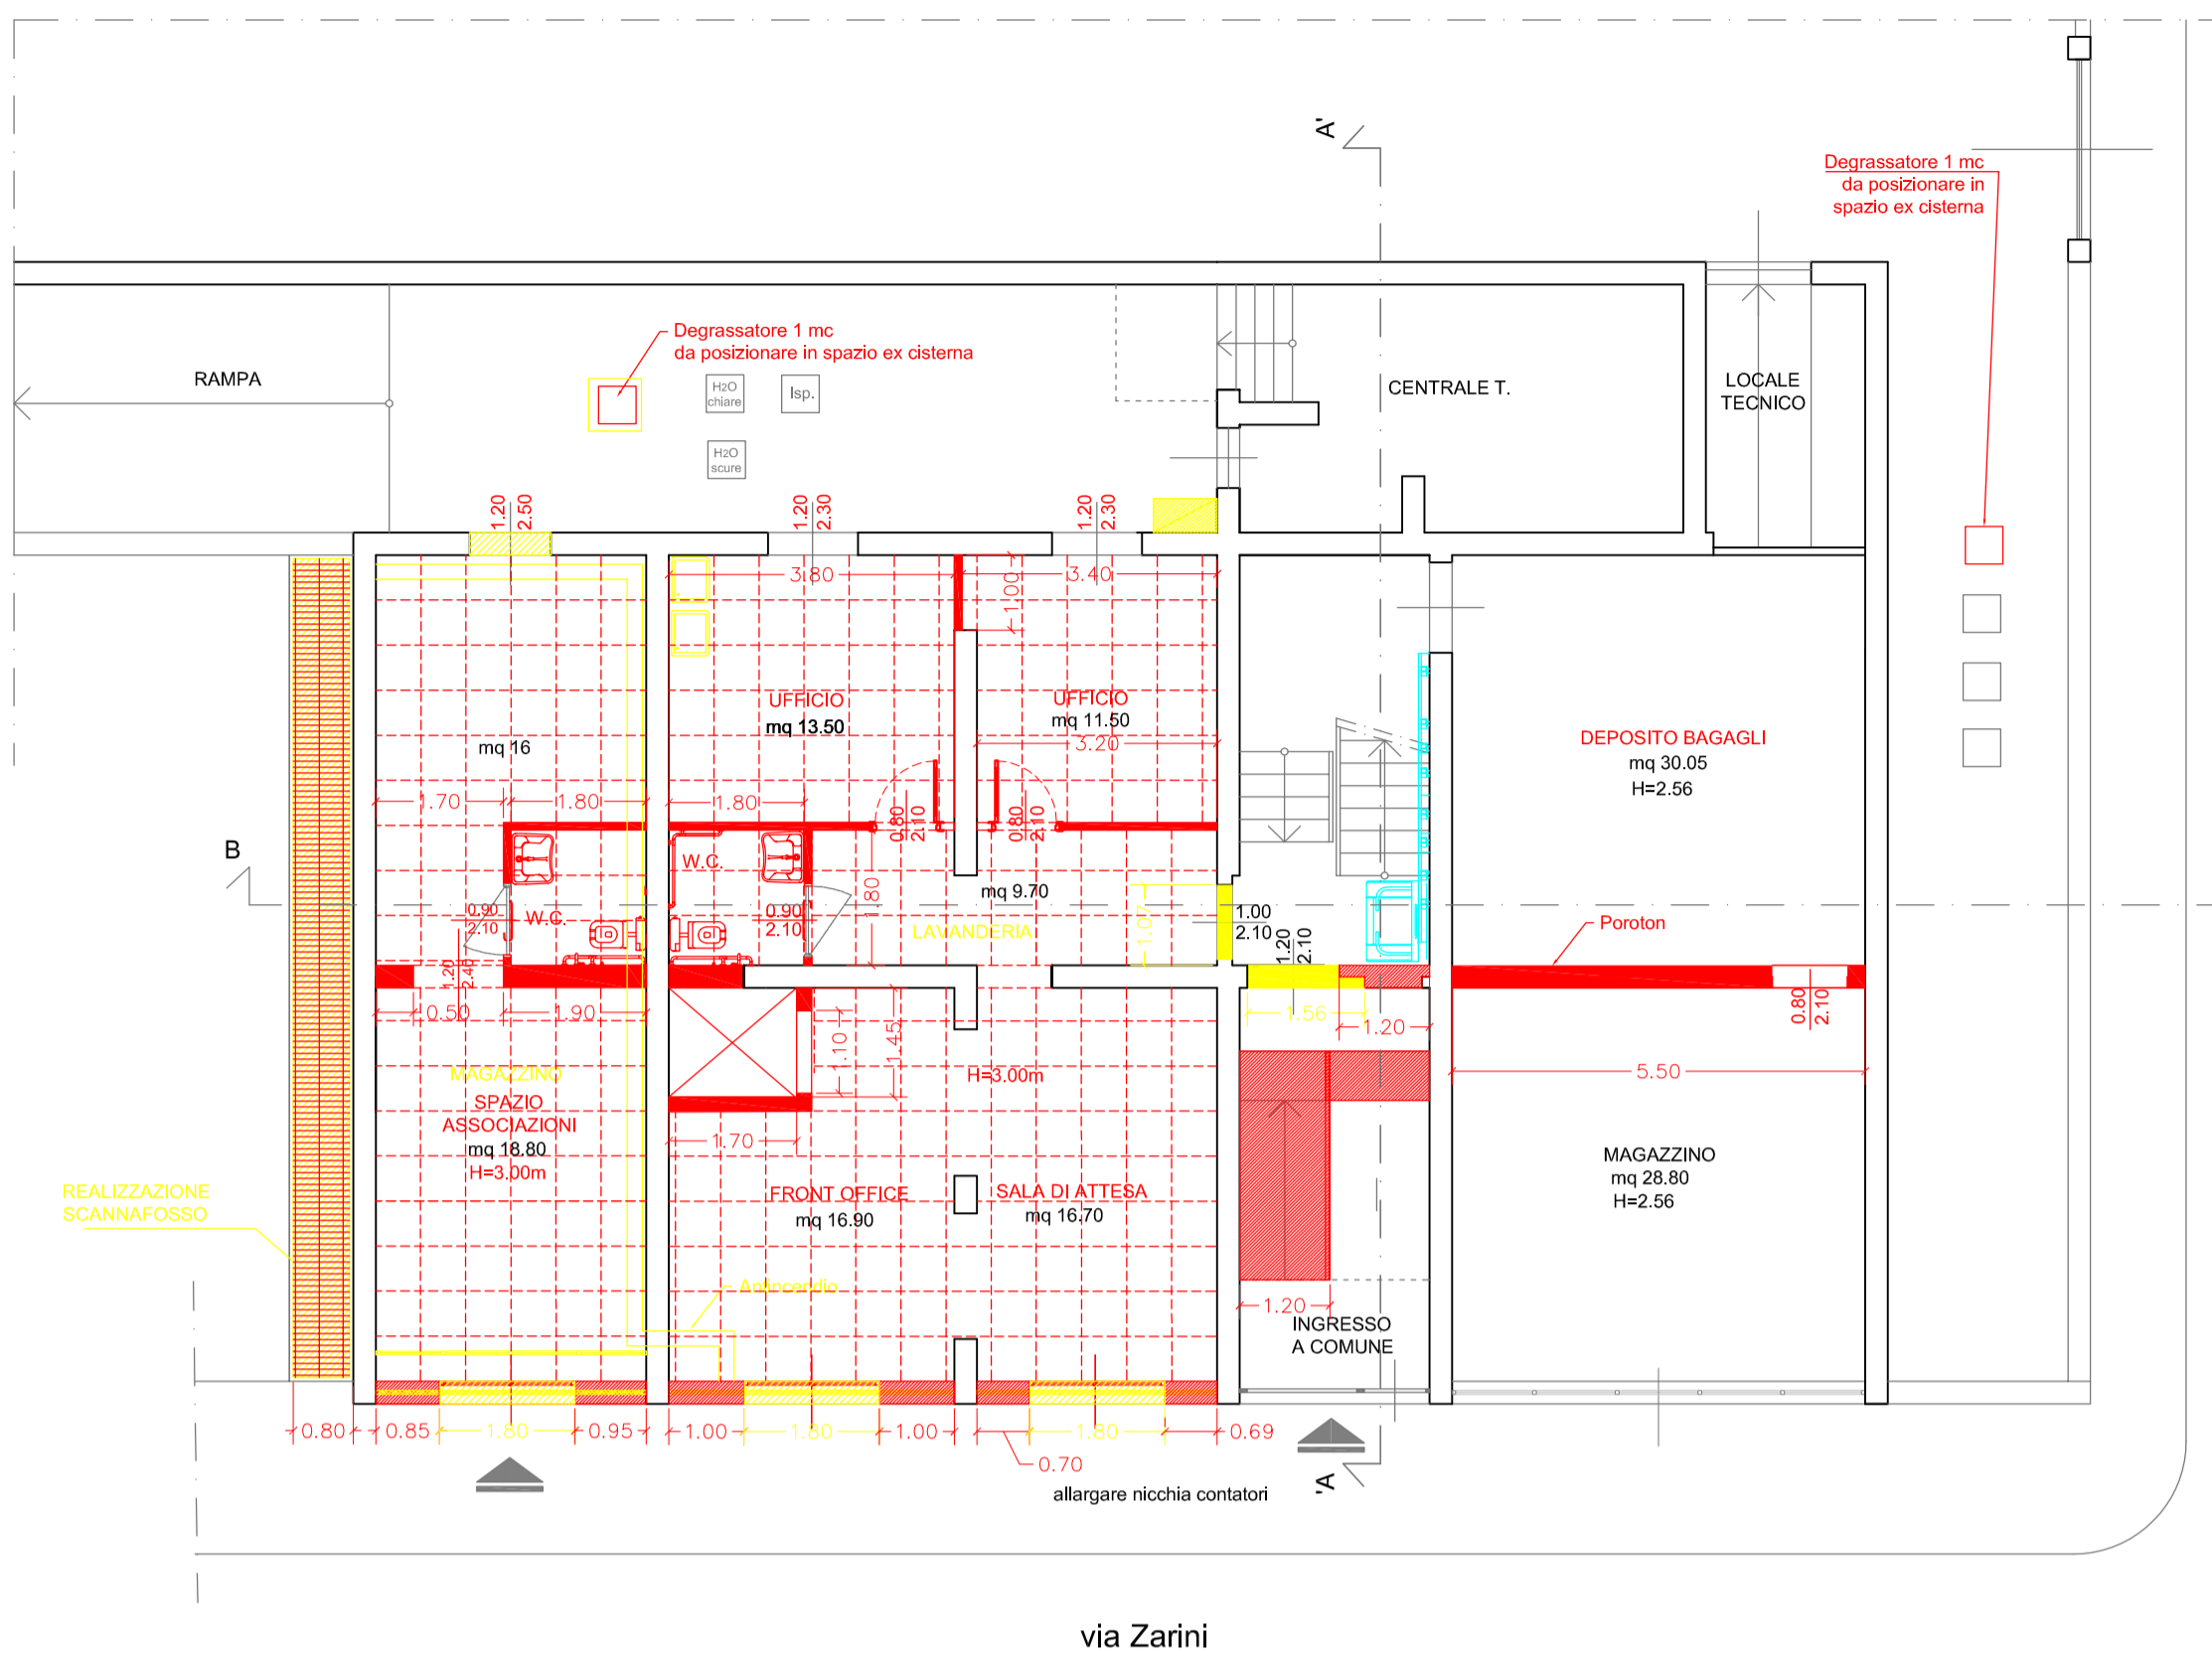 A'
Degrassatore 1 mc
da posizionare in
spazio ex cisterna
Degrassatore 1 mc
da posizionare in spazio ex cisterna
RAMPA
H2O
chiare
Isp.
H2O
scure
CENTRALE T.
LOCALE
TECNICO
1.20
2.50
1.20
2.30
1.20
2.30
3.80
3.40
1.00
UFFICIO
mq 13.50
UFFICIO
mq 11.50
3.20
mq 16
DEPOSITO BAGAGLI
mq 30.05
H=2.56
1.70
1.80
1.80
0.80
2.10
0.80
2.10
B
W.C.
W.C.
1.80
mq 9.70
0.90
2.10
0.90
2.10
LAVANDERIA
1.07
1.00
2.10
1.20
2.10
Poroton
1.20
2.40
0.50
1.90
1.10
1.45
1.56
1.20
0.80
2.10
5.50
MAGAZZINO
SPAZIO
ASSOCIAZIONI
mq 18.80
H=3.00m
H=3.00m
1.70
MAGAZZINO
mq 28.80
H=2.56
REALIZZAZIONE
SCANNAFOSSO
FRONT OFFICE
mq 16.90
SALA DI ATTESA
mq 16.70
Antincendio
1.20
INGRESSO
A COMUNE
0.80
0.85
1.80
0.95
1.00
1.80
1.00
1.80
0.69
0.70
A'
allargare nicchia contatori
via Zarini